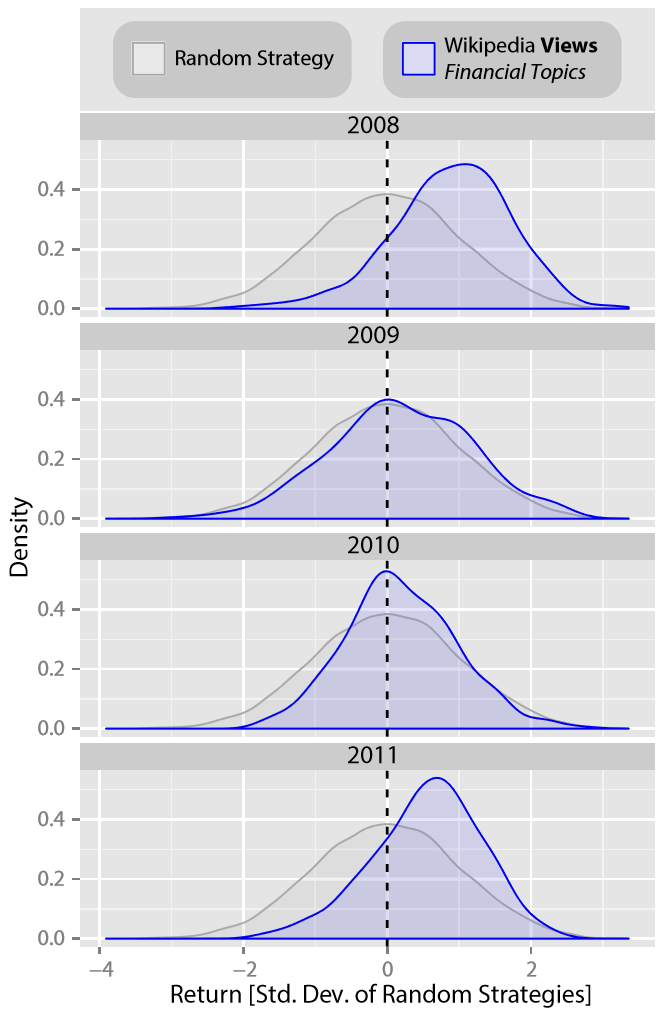 Random Strategy
Wikipedia Views
Financial Topics
2008
0.4
0.2
0.0
2009
0.4
0.2
0.0
2010
0.4
0.2
0.0
2011
0.4
0.2
0.0
Density
−4 −2 0 2
Return [Std. Dev. of Random Strategies]